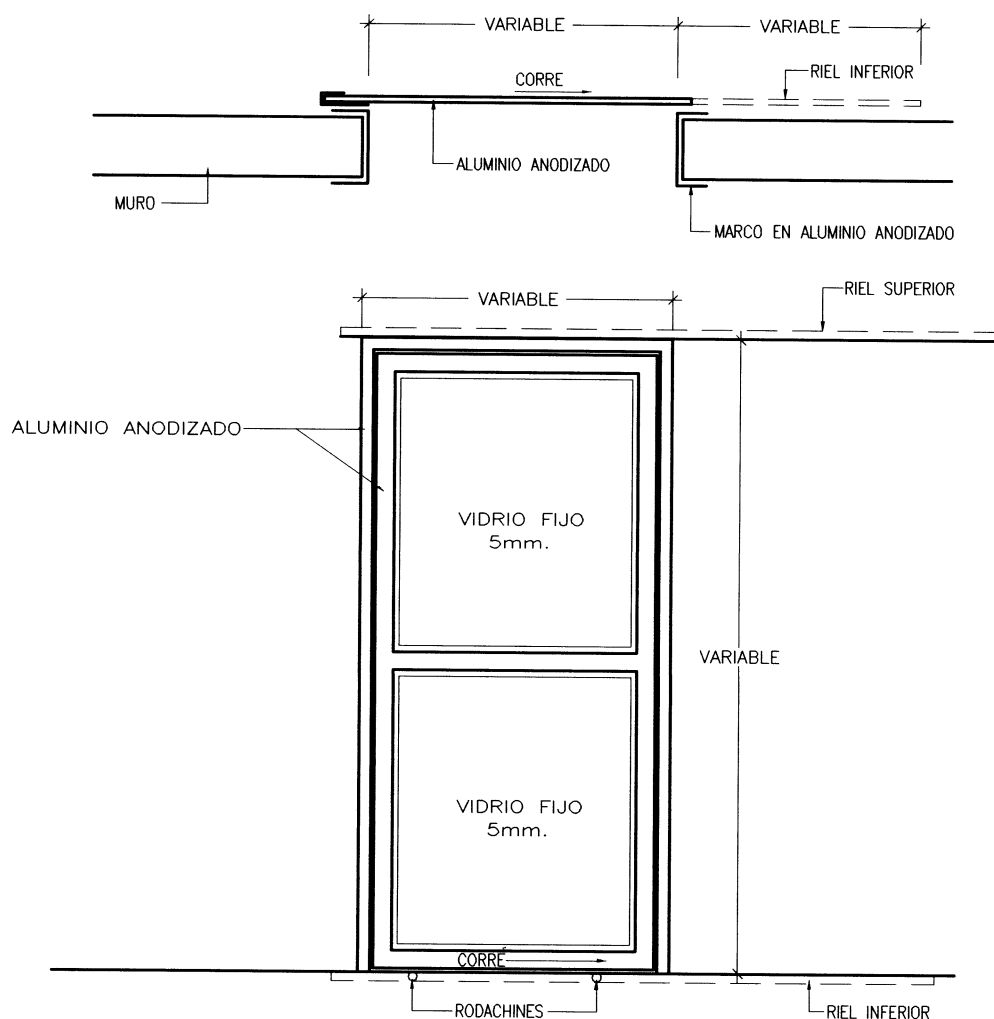 VARIABLE
VARIABLE
CORRE
RIEL INFERIOR
ALUMINIO ANODIZADO
MURO
MARCO EN ALUMINIO ANODIZADO
VARIABLE
RIEL SUPERIOR
ALUMINIO ANODIZADO
VIDRIO FIJO
5mm.
VARIABLE
VIDRIO FIJO
5mm.
CORRE
RODACHINES
RIEL INFERIOR